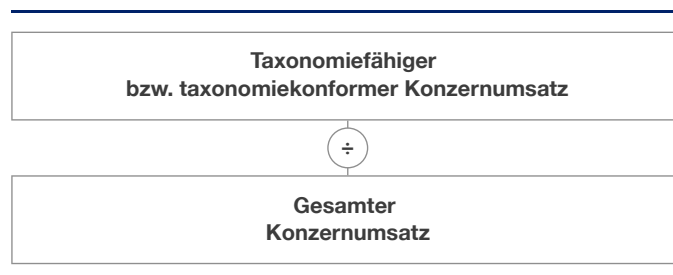 Taxonomiefähiger
bzw. taxonomiekonformer Konzernumsatz
÷
Gesamter
Konzernumsatz